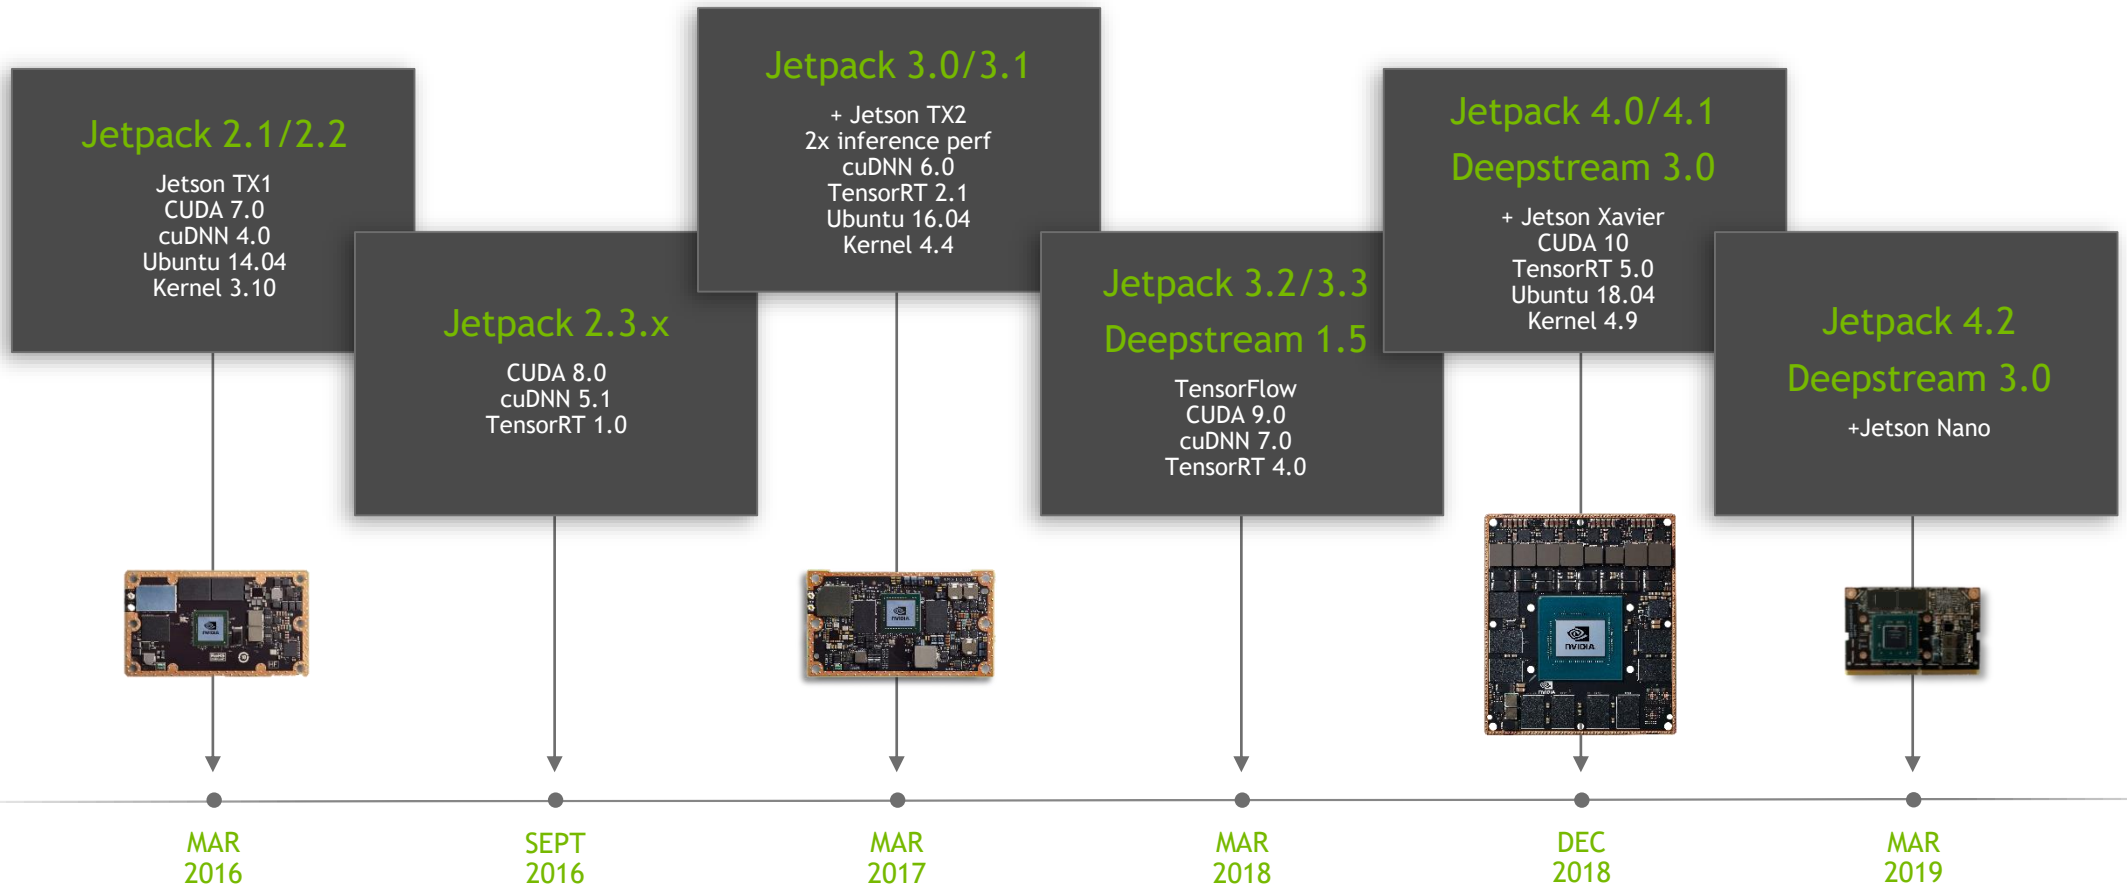 Jetpack 2.1/2.2
Jetson TX1
CUDA 7.0
cuDNN 4.0
Ubuntu 14.04
Kernel 3.10
Jetpack 2.3.x
CUDA 8.0
cuDNN 5.1
TensorRT 1.0
Jetpack 3.0/3.1
+ Jetson TX2
2x inference perf
cuDNN 6.0
TensorRT 2.1
Ubuntu 16.04
Kernel 4.4
Jetpack 3.2/3.3
Deepstream 1.5
TensorFlow
CUDA 9.0
cuDNN 7.0
TensorRT 4.0
Jetpack 4.0/4.1
Deepstream 3.0
+ Jetson Xavier
CUDA 10
TensorRT 5.0
Ubuntu 18.04
Kernel 4.9
Jetpack 4.2
Deepstream 3.0
+Jetson Nano
NVIDIA
NVIDIA
NVIDIA
NVIDIA
MAR
2016
SEPT
2016
MAR
2017
MAR
2018
DEC
2018
MAR
2019